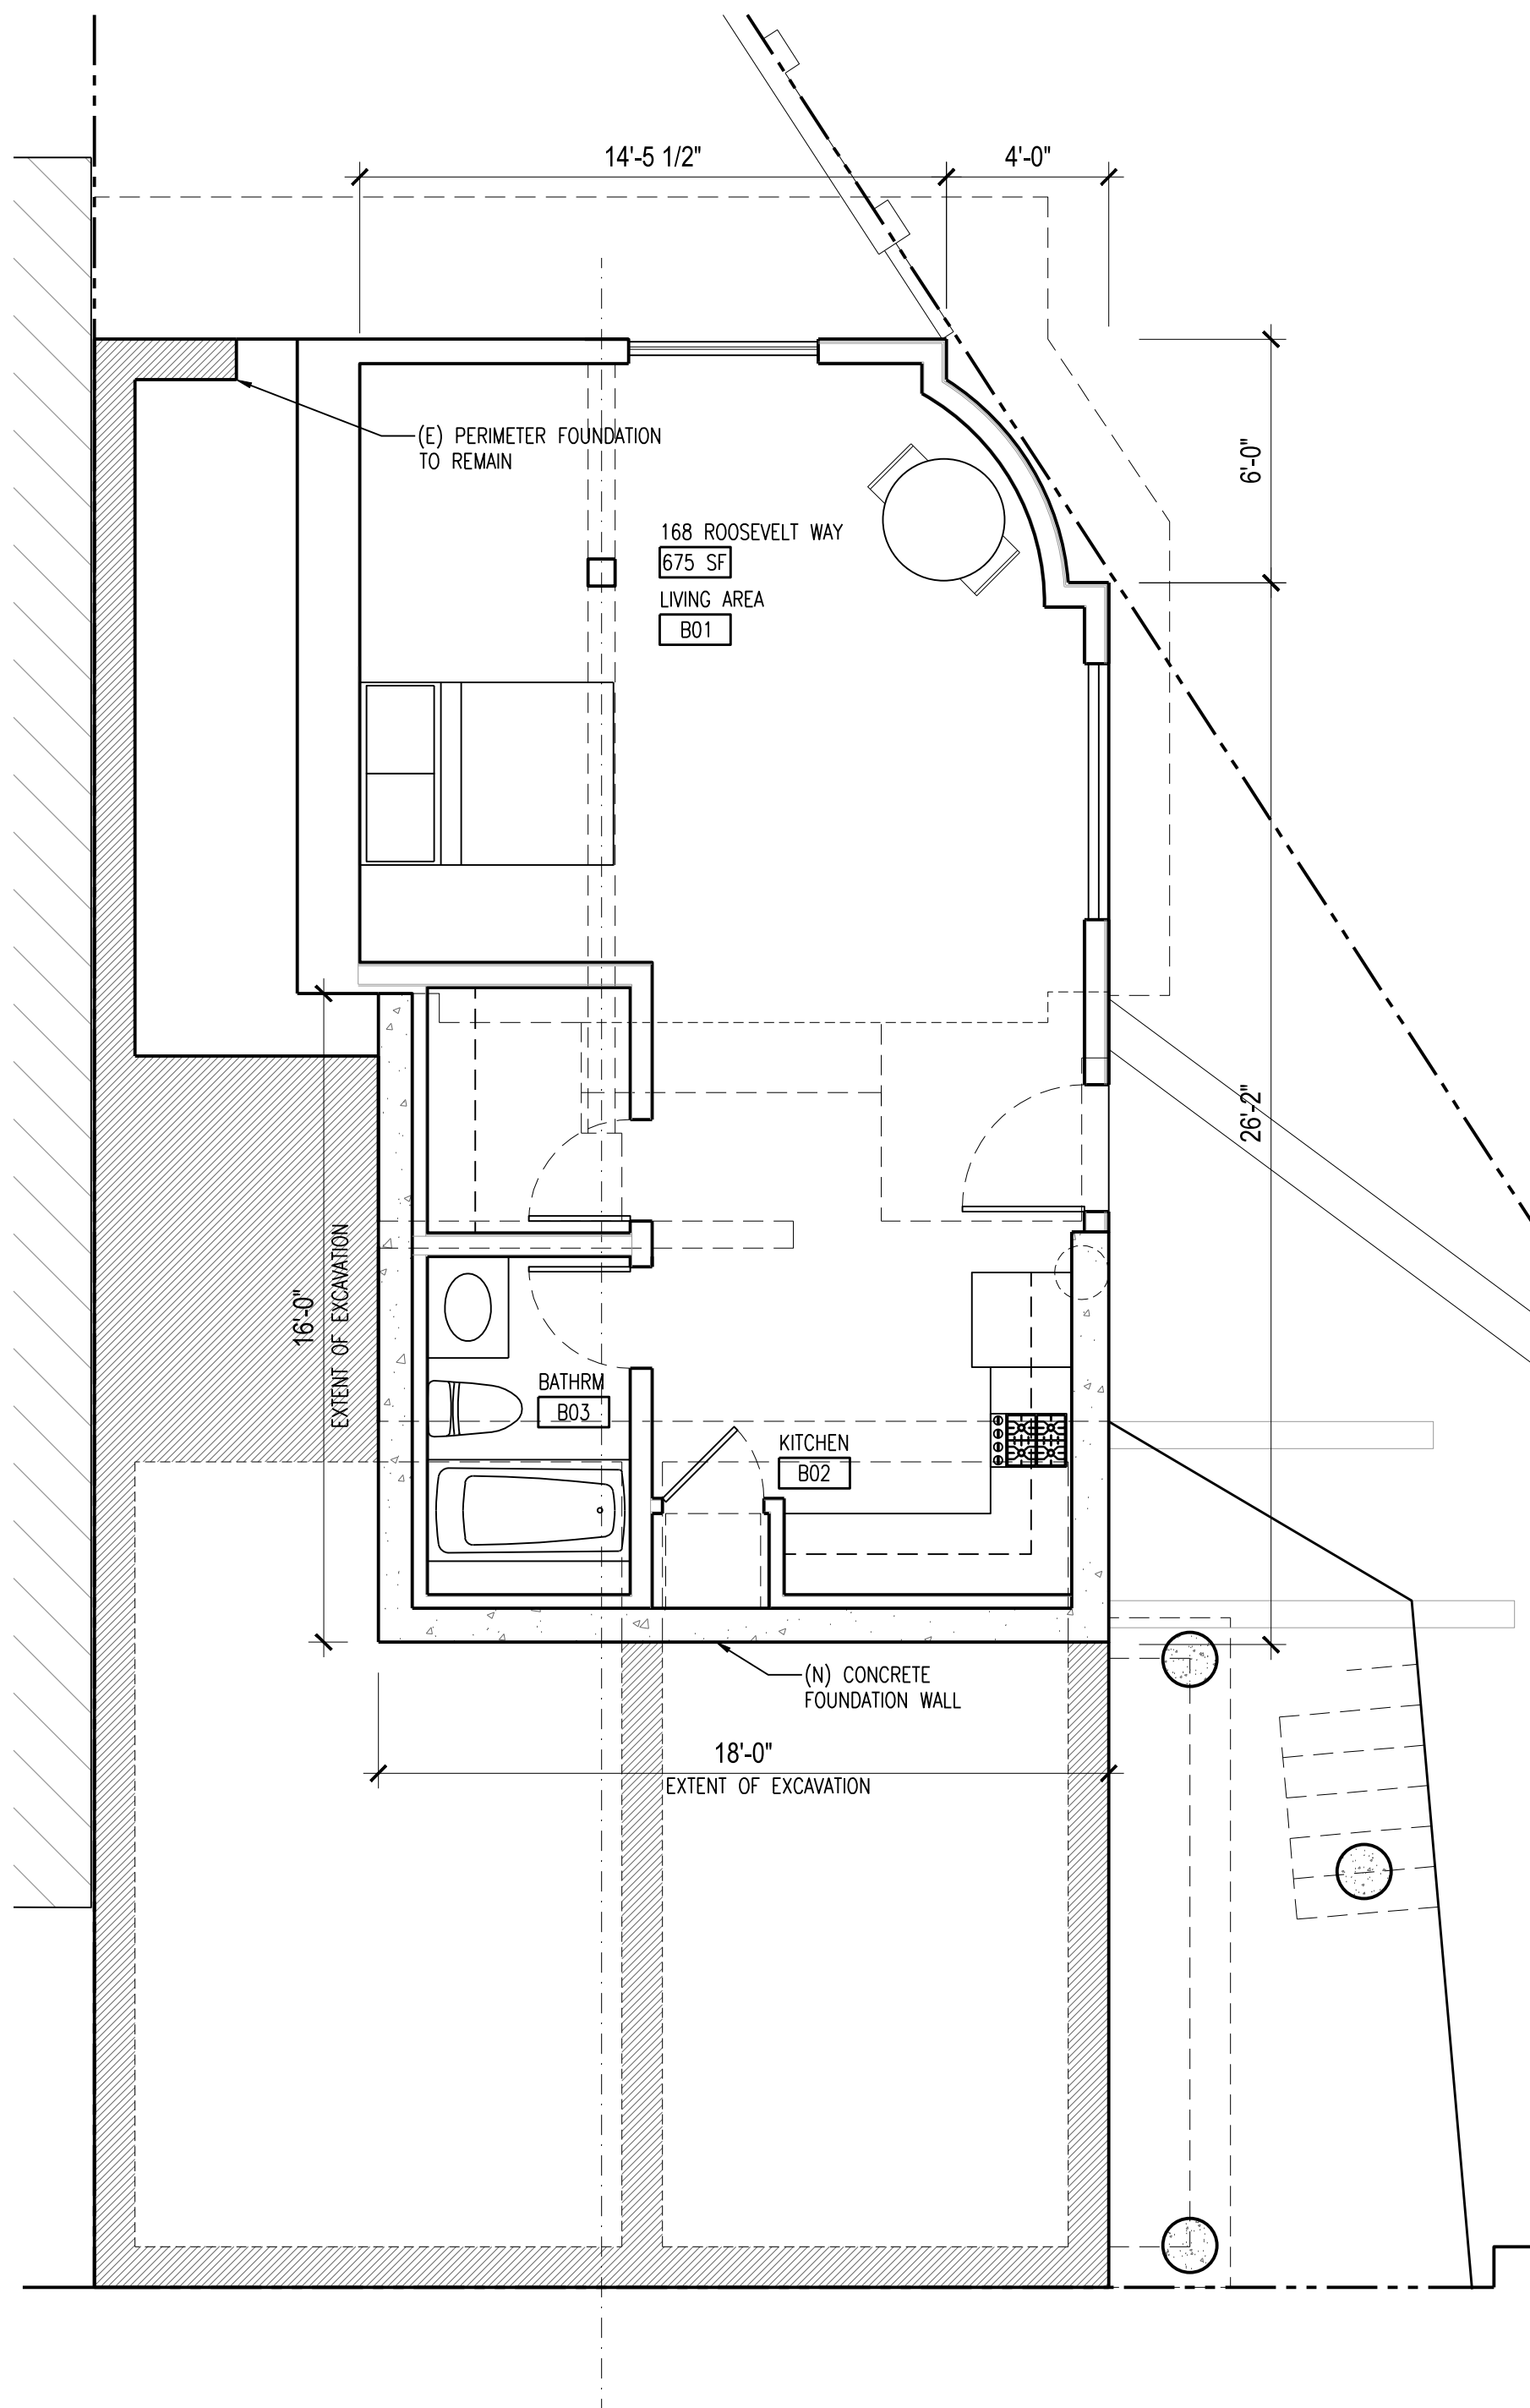 14'-5 1/2"
4'-0"
6'-0"
(E) PERIMETER FOUNDATION
TO REMAIN
168 ROOSEVELT WAY
675 SF
LIVING AREA
B01
26'-2"
16'-0"
EXTENT OF EXCAVATION
BATHRM
B03
KITCHEN
B02
(N) CONCRETE
FOUNDATION WALL
18'-0"
EXTENT OF EXCAVATION